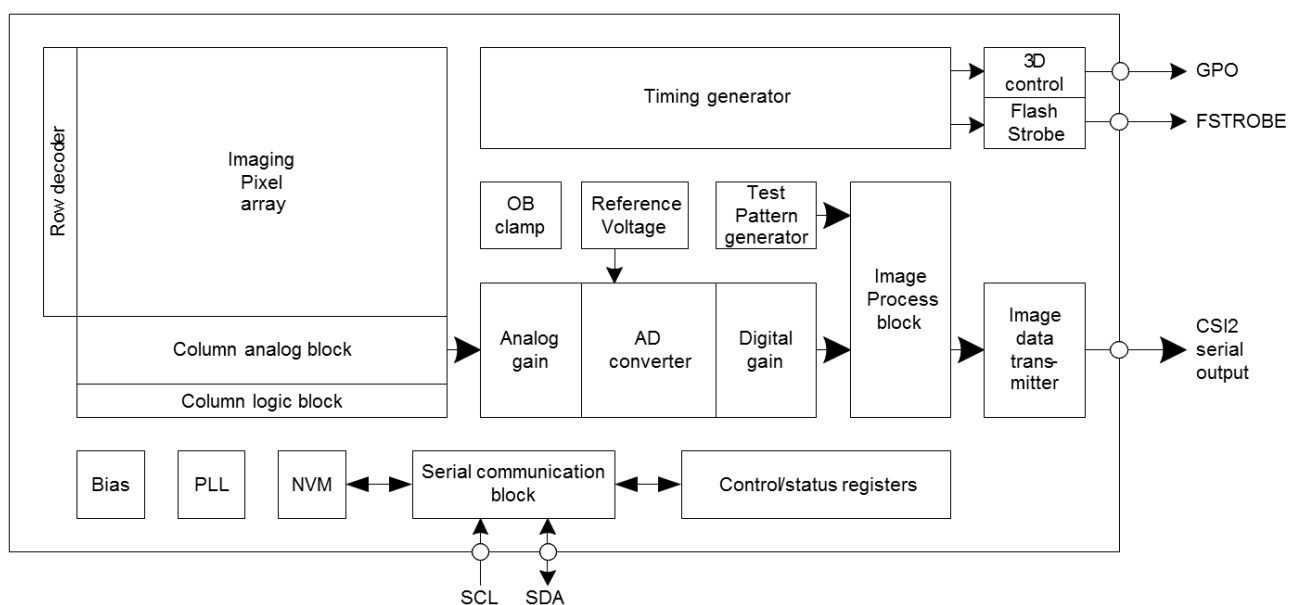 Row decoder
Imaging
Pixel
array
Timing generator
3D
control
Flash
Strobe
GPO
FSTROBE
OB
clamp
Reference
Voltage
Test
Pattern
generator
Column analog block
Column logic block
Analog
gain
AD
converter
Digital
gain
Image
Process
block
Image
data
trans-
mitter
CSI2
serial
output
Bias
PLL
NVM
Serial communication
block
Control/status registers
SCL
SDA